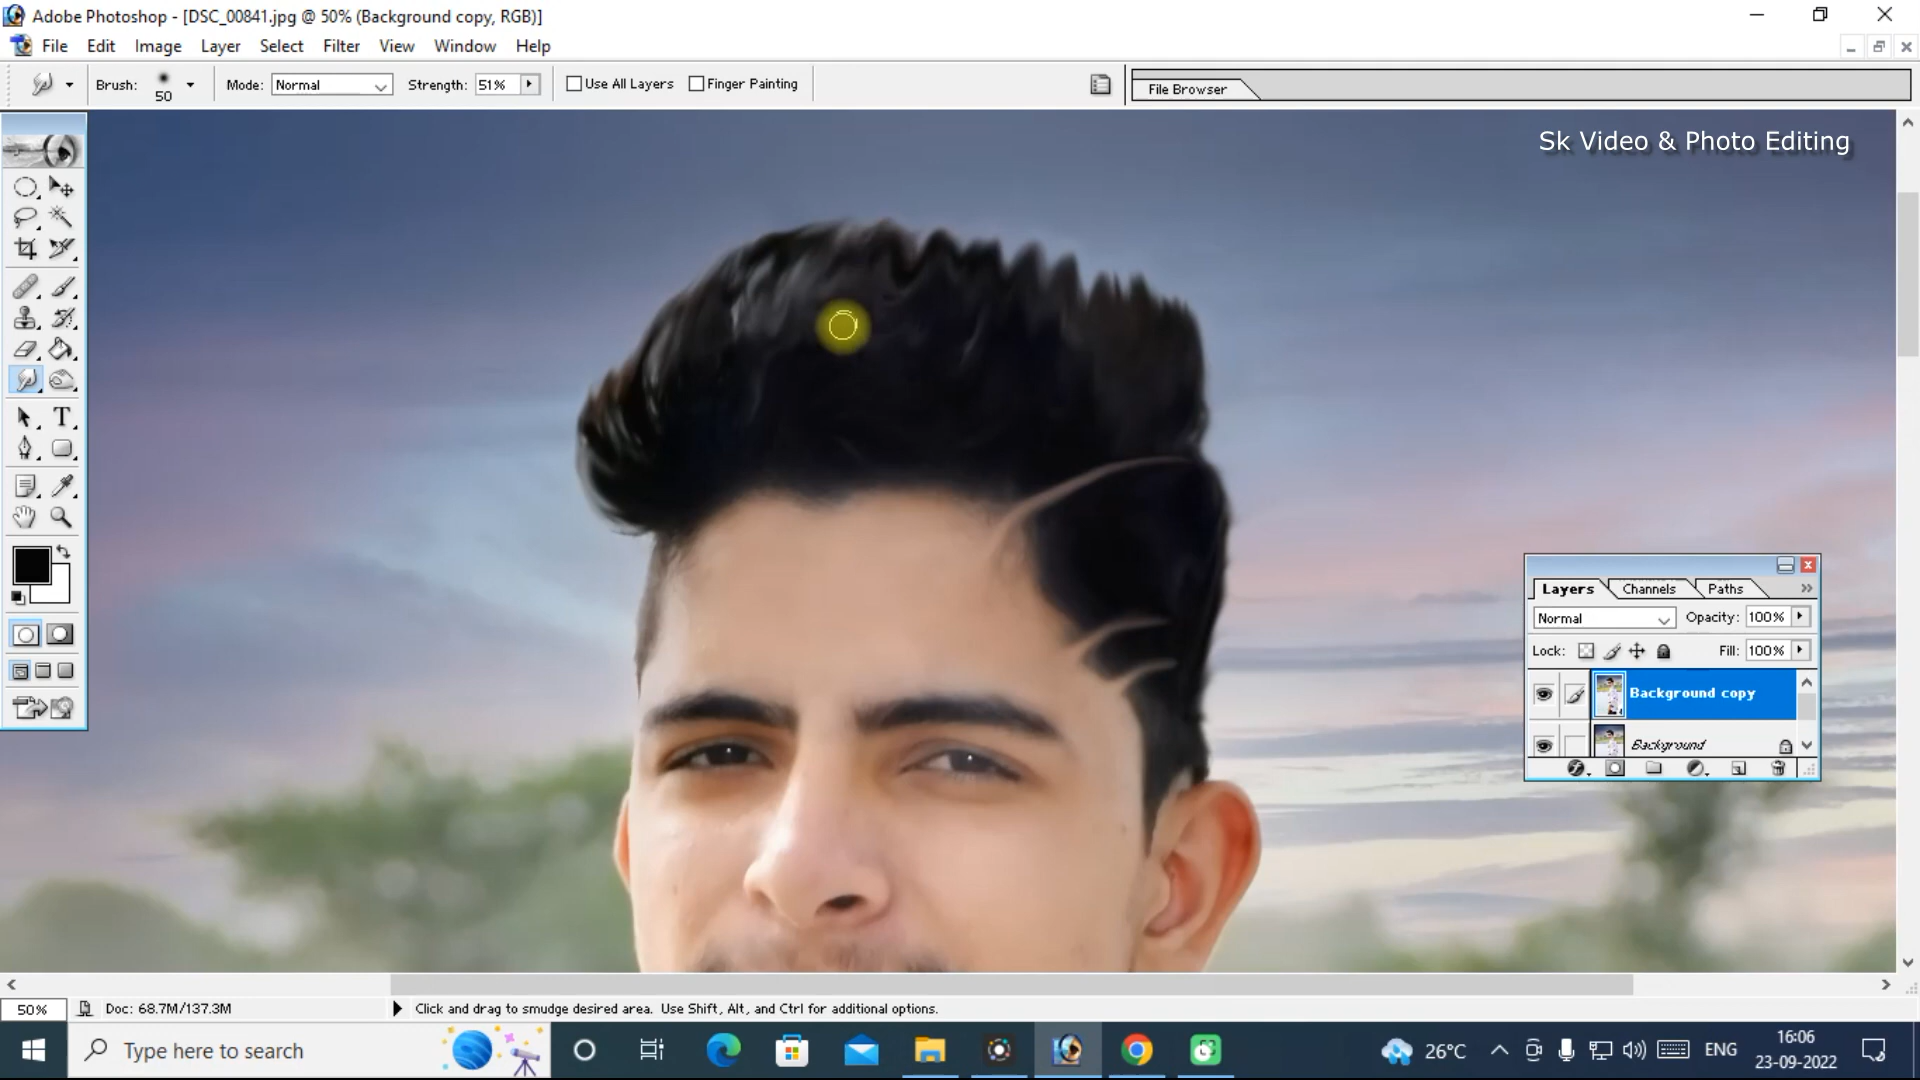 Adobe Photoshop - [DSC_00841.jpg @ 50% (Background copy, RGB)]
File Edit Image Layer Select Filter View Window Help
Brush: 50 Mode: Normal Strength: 51% Use All Layers Finger Painting
File Browser
Sk Video & Photo Editing
T
Layers Channels Paths
Normal Opacity: 100%
Lock: Fill: 100%
Background copy
Background
50% Doc: 68.7M/137.3M Click and drag to smudge desired area. Use Shift, Alt, and Ctrl for additional options.
Type here to search
26°C ENG 16:06
23-09-2022